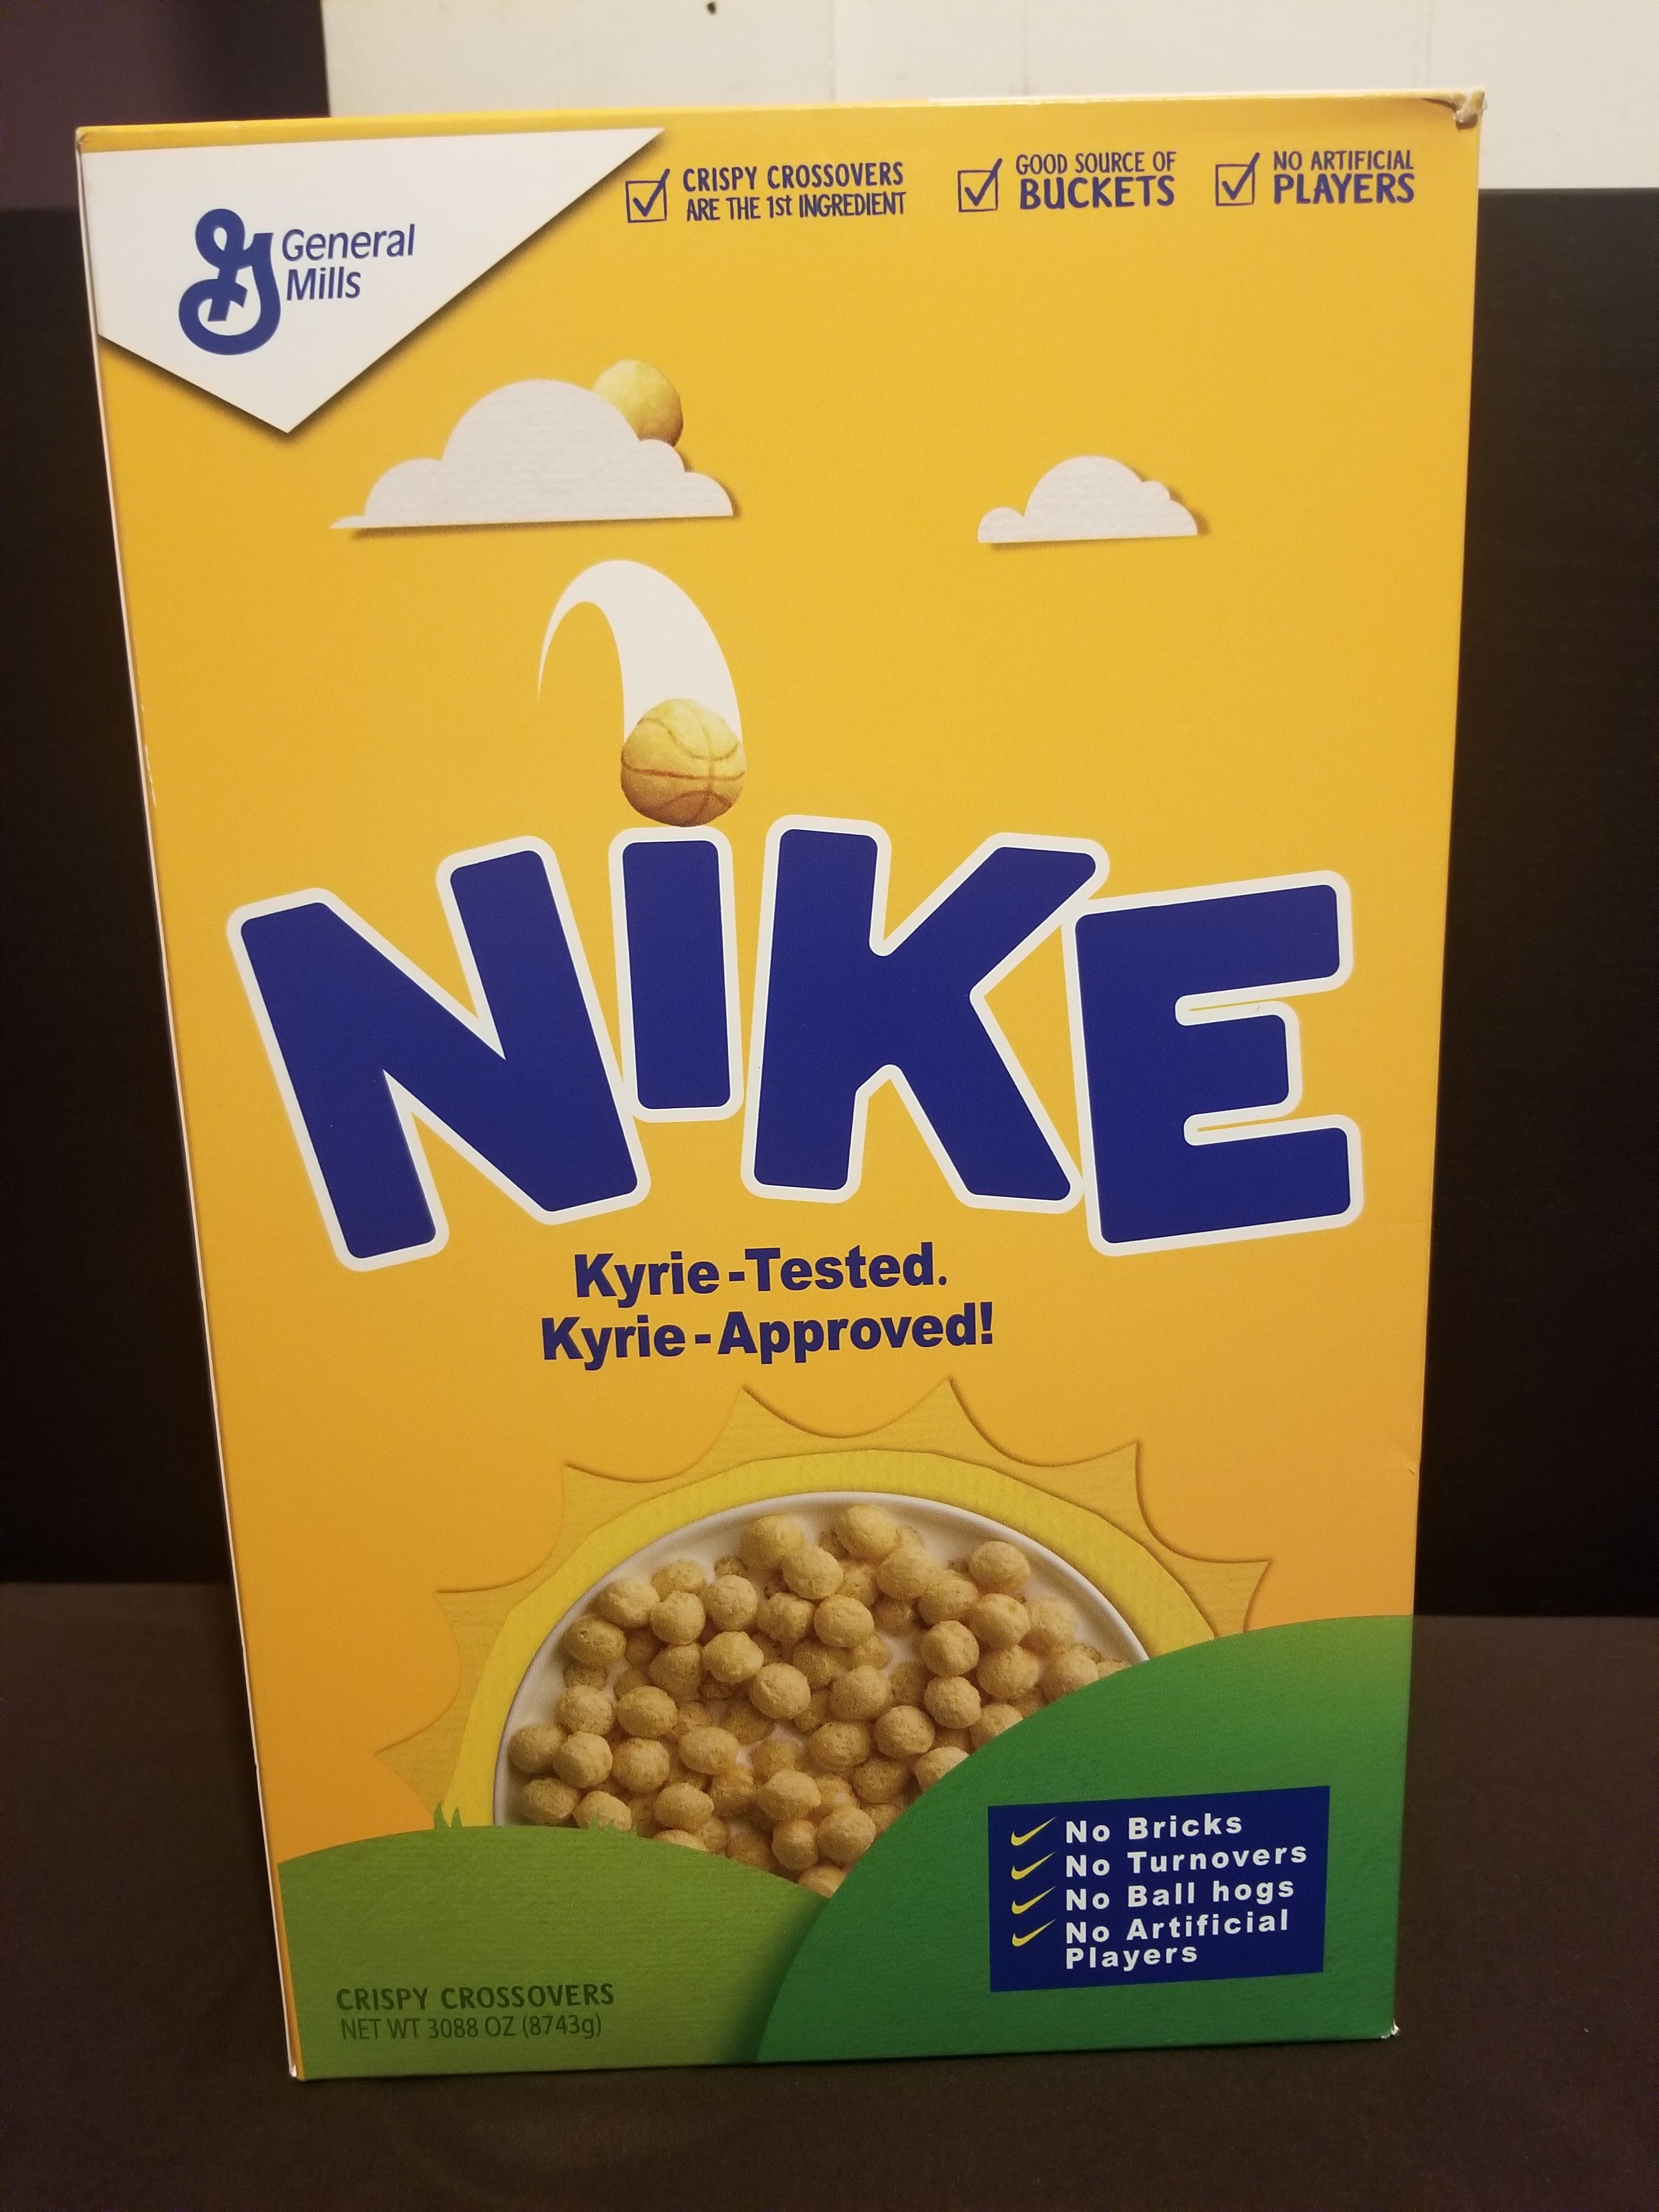 General
Mills
CRISPY CROSSOVERS
ARE THE 1st INGREDIENT
GOOD SOURCE OF
BUCKETS
NO ARTIFICIAL
PLAYERS
NiKE
Kyrie-Tested.
Kyrie-Approved!
No Bricks
No Turnovers
No Ball hogs
No Artificial
Players
CRISPY CROSSOVERS
NET WT 3088 OZ (8743g)